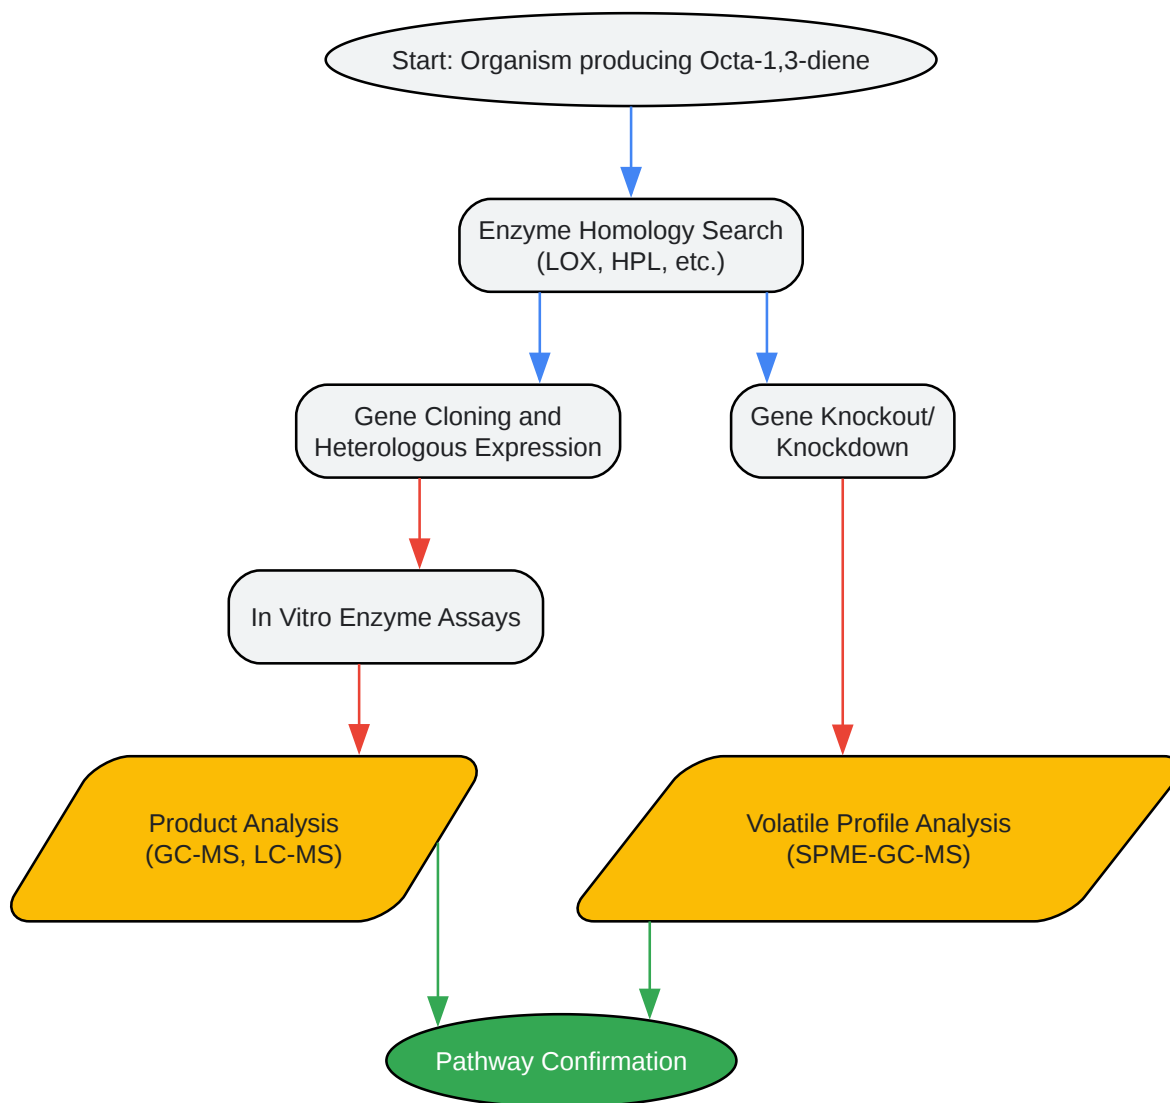 Start: Organism producing Octa-1,3-diene
Enzyme Homology Search
(LOX, HPL, etc.)
Gene Cloning and
Heterologous Expression
Gene Knockout/
Knockdown
In Vitro Enzyme Assays
Product Analysis
(GC-MS, LC-MS)
Volatile Profile Analysis
(SPME-GC-MS)
Pathway Confirmation